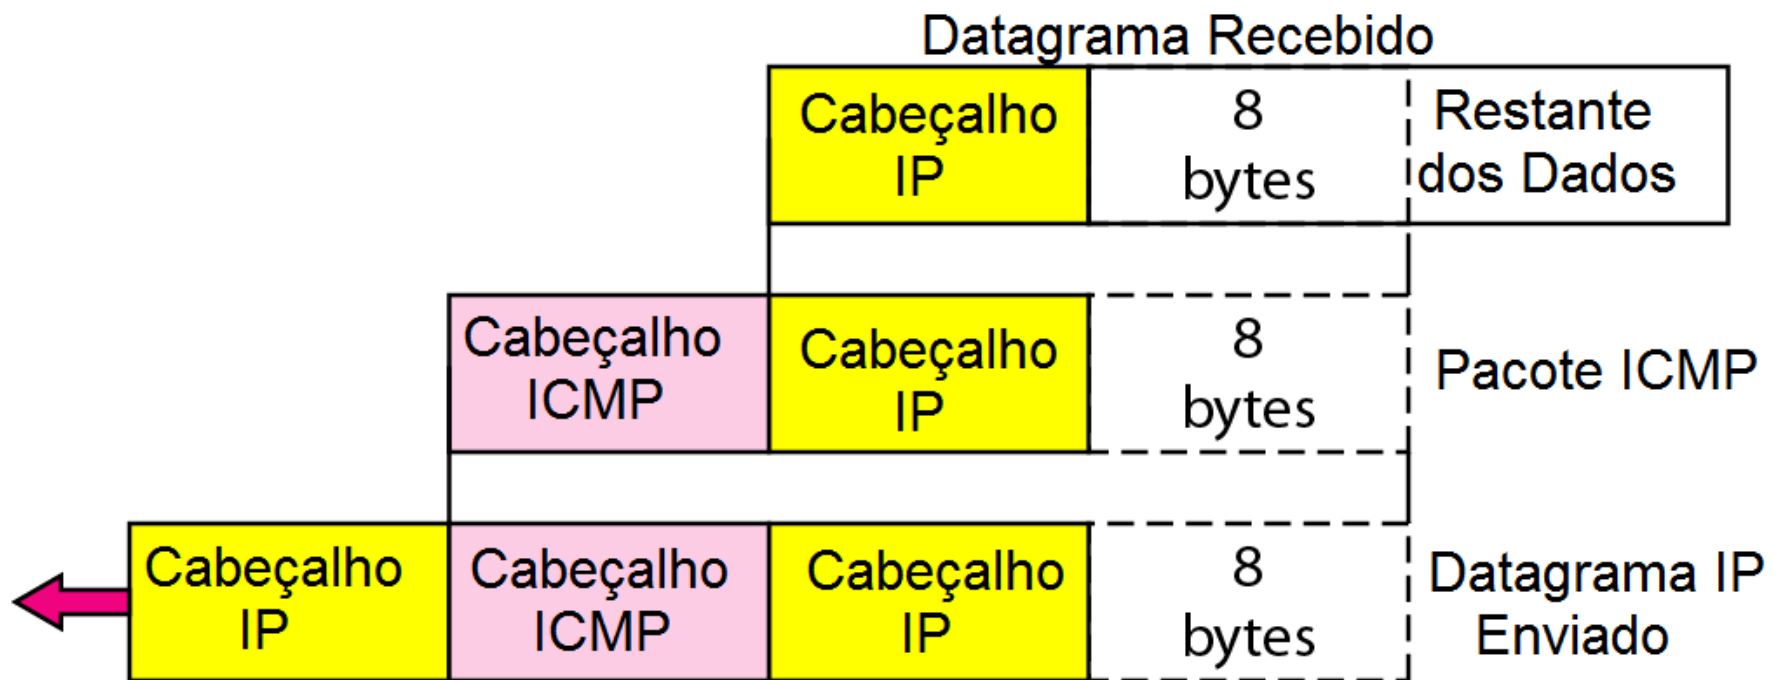 Datagrama Recebido
Cabeçalho
IP
8
bytes
Restante
dos Dados
Cabeçalho
ICMP
Cabeçalho
IP
8
bytes
Pacote ICMP
Cabeçalho
IP
Cabeçalho
ICMP
Cabeçalho
IP
8
bytes
Datagrama IP
Enviado